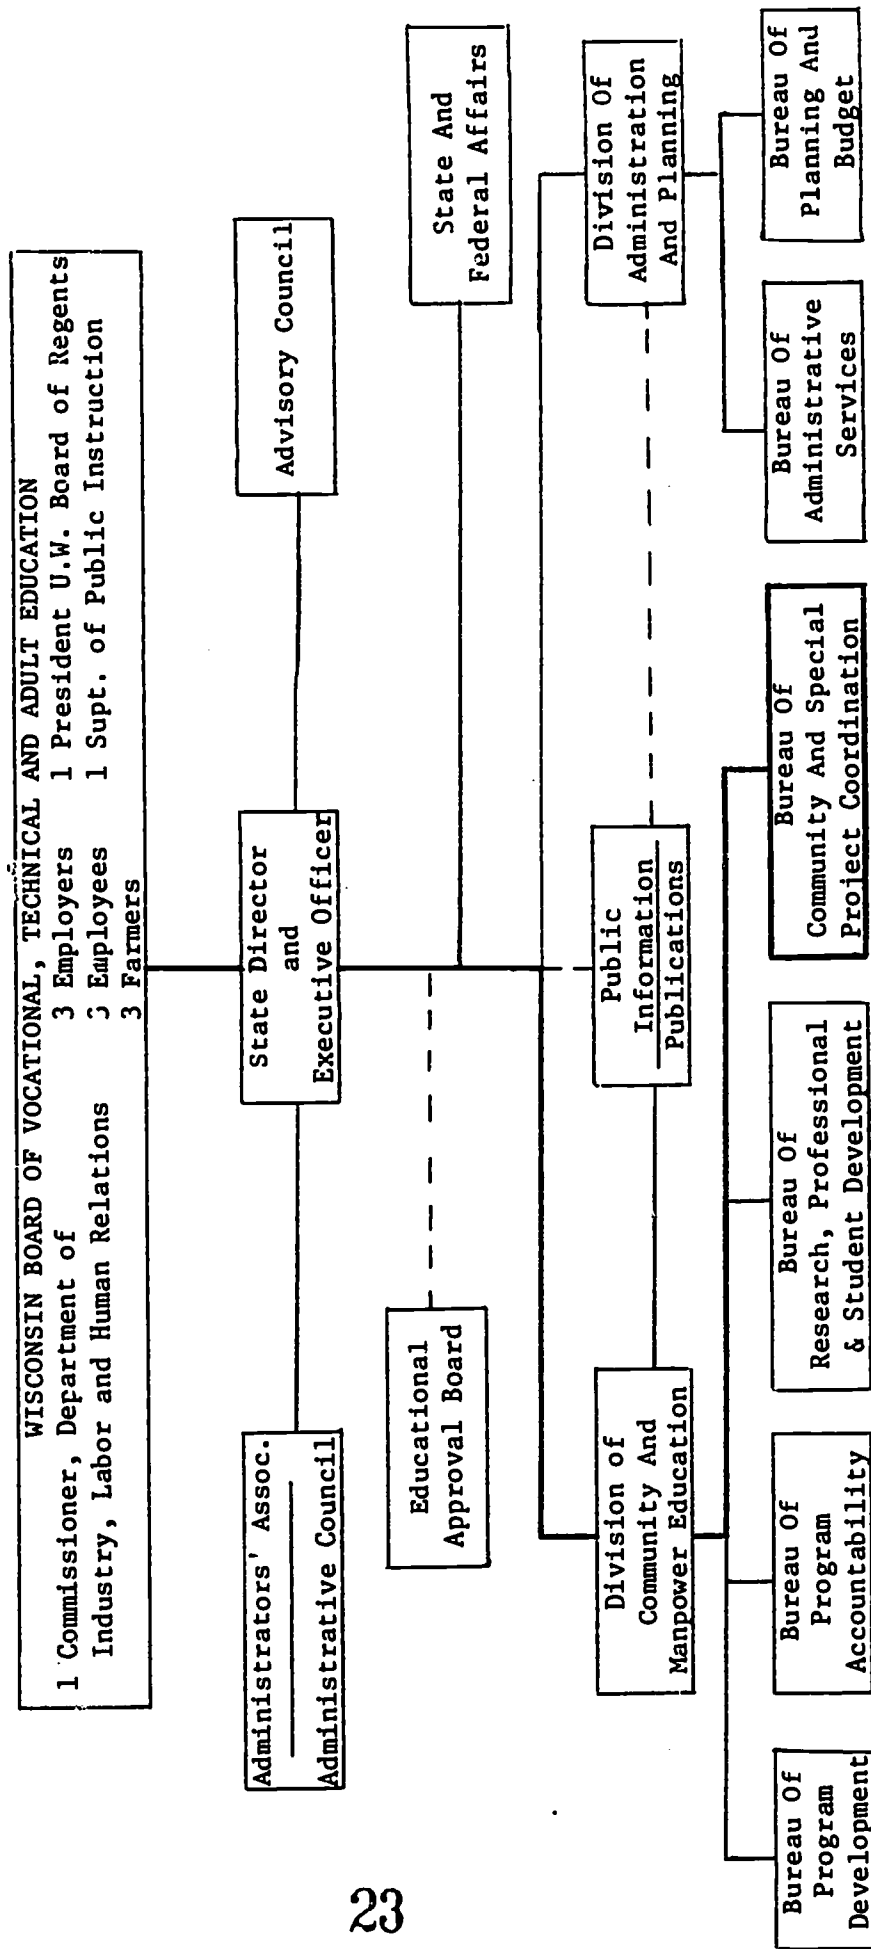 WISCONSIN BOARD OF VOCATIONAL, TECHNICAL AND ADULT EDUCATION
1 Commissioner, Department of
Industry, Labor and Human Relations
3 Employers
3 Employees
3 Farmers
1 President U.W. Board of Regents
1 Supt. of Public Instruction
Administrators' Assoc.
Administrative Council
State Director
and
Executive Officer
Advisory Council
Educational
Approval Board
State And
Federal Affairs
Division of
Community And
Manpower Education
Public
Information
Publications
Division Of
Administration
And Planning
Bureau Of
Program
Development
Bureau Of
Program
Accountability
Bureau Of
Research, Professional
& Student Development
Bureau Of
Community And Special
Project Coordination
Bureau Of
Administrative
Services
Bureau Of
Planning And
Budget
23